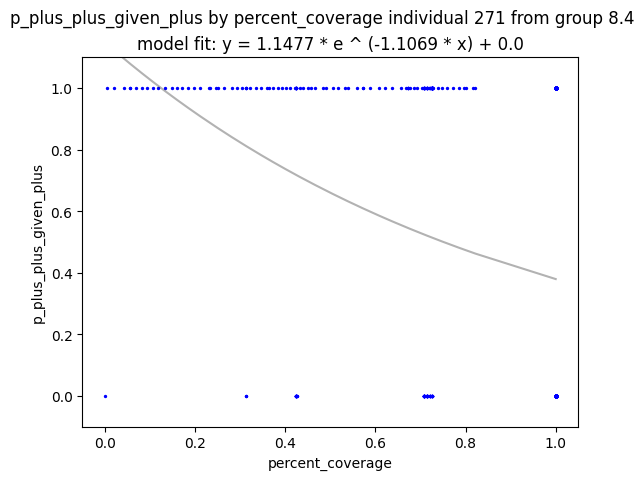 p_plus_plus_given_plus by percent_coverage individual 271 from group 8.4
model fit: y = 1.1477 * e ^ (-1.1069 * x) + 0.0
1.0
0.8
0.6
0.4
0.2
0.0
p_plus_plus_given_plus
0.0 0.2 0.4 0.6 0.8 1.0
percent_coverage